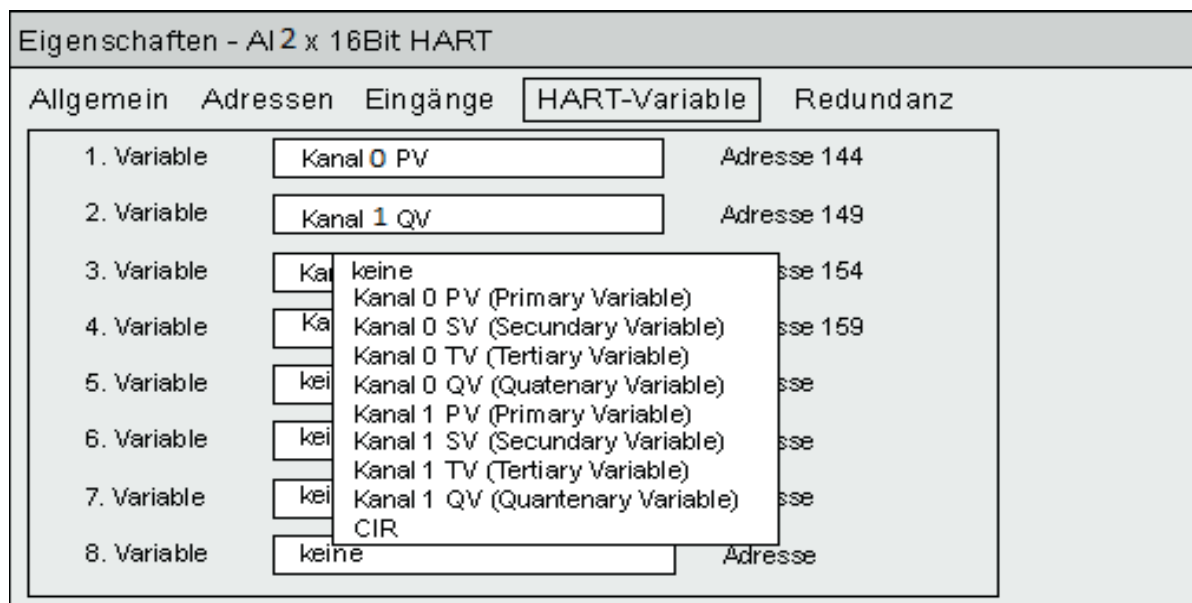 Eigenschaften - AI 2 x 16Bit HART
Allgemein Adressen Eingänge HART-Variable Redundanz
1. Variable Kanal 0 PV Adresse 144
2. Variable Kanal 1 QV Adresse 149
3. Variable 154
4. Variable 159
5. Variable
6. Variable
7. Variable
8. Variable keine Adresse
keine
Kanal 0 PV (Primary Variable)
Kanal 0 SV (Secundary Variable)
Kanal 0 TV (Tertiary Variable)
Kanal 0 QV (Quatenary Variable)
Kanal 1 PV (Primary Variable)
Kanal 1 SV (Secundary Variable)
Kanal 1 TV (Tertiary Variable)
Kanal 1 QV (Quantenary Variable)
CIR